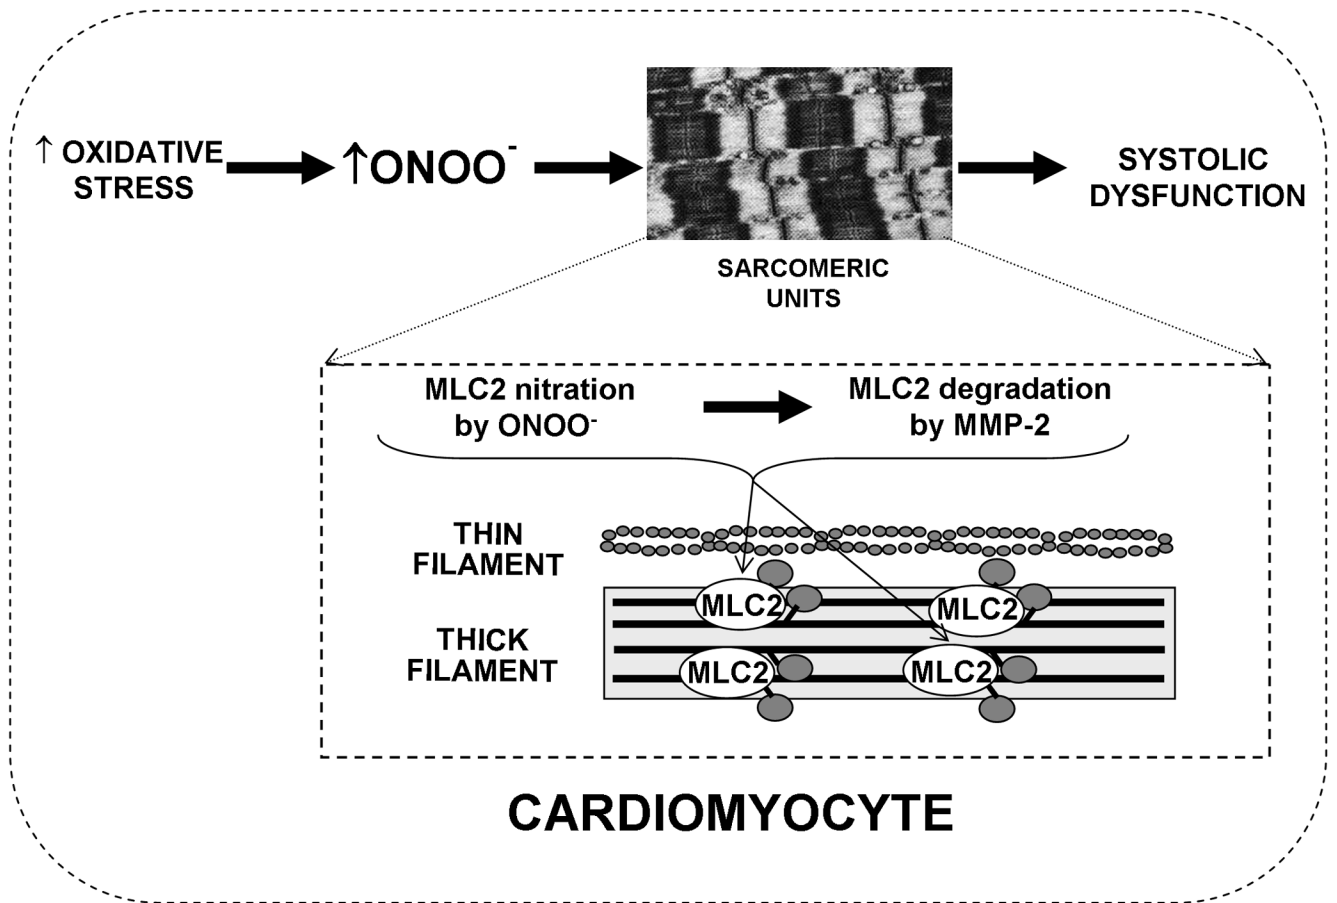 ↑ OXIDATIVE
STRESS
↑ONOO⁻
SYSTOLIC
DYSFUNCTION
SARCOMERIC
UNITS
MLC2 nitration
by ONOO⁻
MLC2 degradation
by MMP-2
THIN
FILAMENT
MLC2
MLC2
THICK
FILAMENT
MLC2
MLC2
CARDIOMYOCYTE